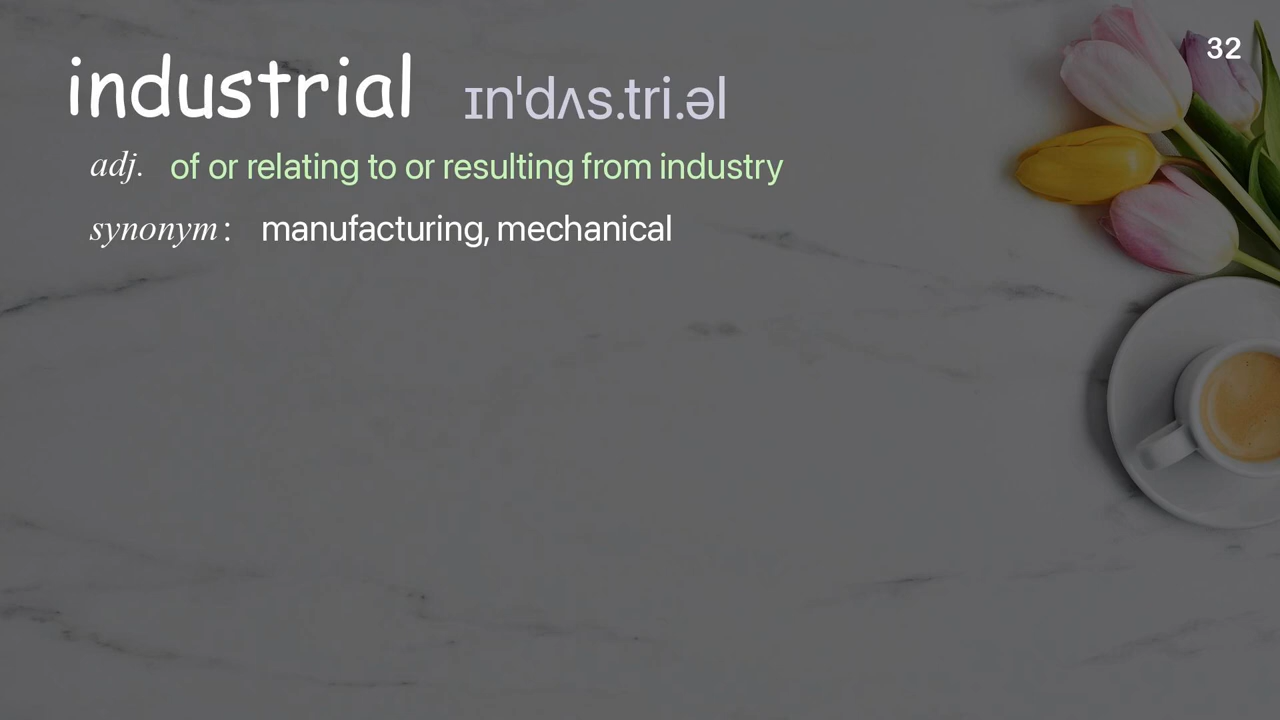 32
industrial ɪnˈdʌs.tri.əl
adj. of or relating to or resulting from industry
synonym: manufacturing, mechanical